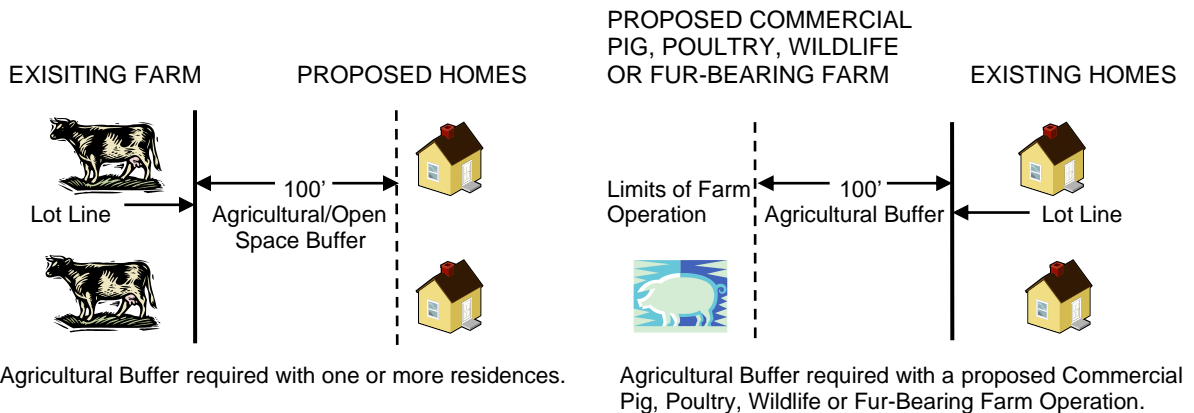 EXISITING FARM
PROPOSED HOMES
Lot Line
100’
Agricultural/Open
Space Buffer
Agricultural Buffer required with one or more residences.
PROPOSED COMMERCIAL
PIG, POULTRY, WILDLIFE
OR FUR-BEARING FARM
EXISTING HOMES
Limits of Farm
Operation
100’
Agricultural Buffer
Lot Line
Agricultural Buffer required with a proposed Commercial
Pig, Poultry, Wildlife or Fur-Bearing Farm Operation.